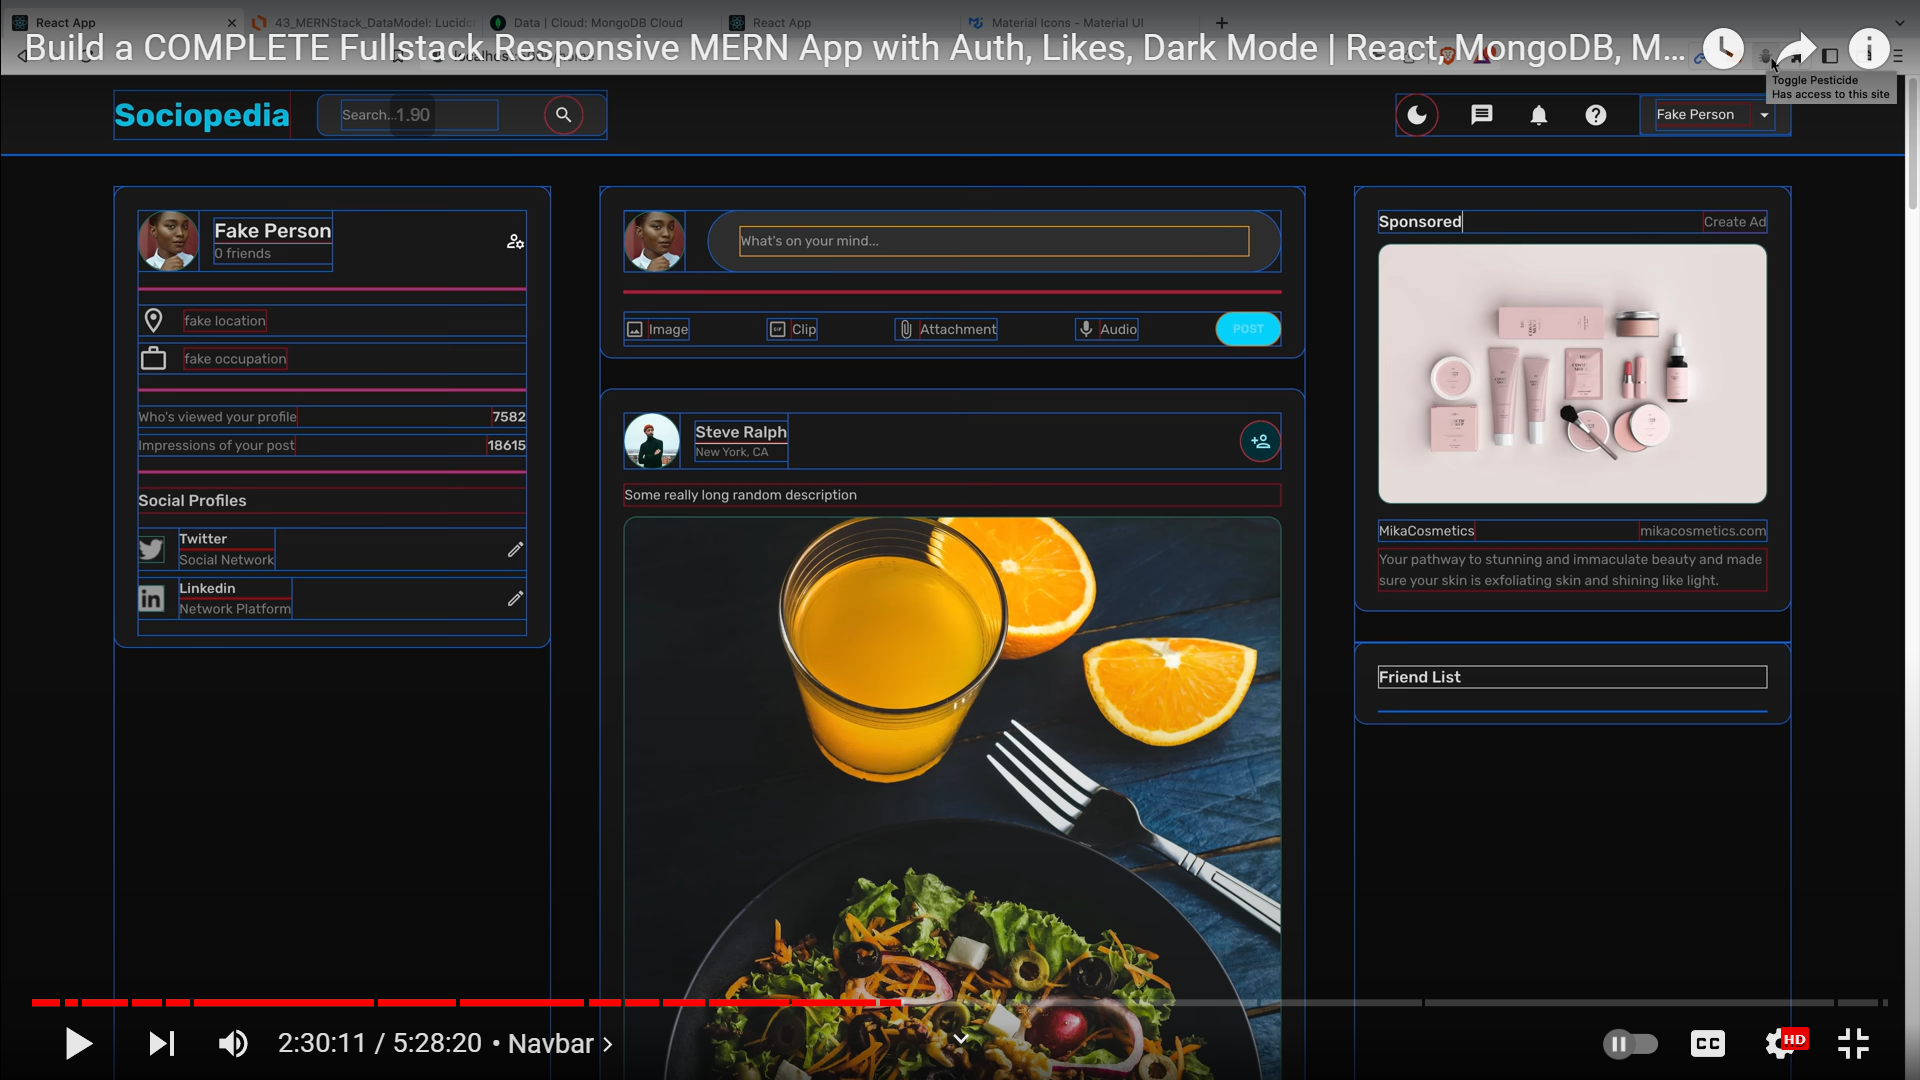 React App
43_MERNStack_DataModel: Lucidc
Data | Cloud: MongoDB Cloud
React App
Material Icons - Material UI
Build a COMPLETE Fullstack Responsive MERN App with Auth, Likes, Dark Mode | React, MongoDB, M...
Toggle Pesticide
Has access to this site
Sociopedia
Search...
1.90
Fake Person
Fake Person
0 friends
fake location
fake occupation
Who's viewed your profile 7582
Impressions of your post 18615
Social Profiles
Twitter
Social Network
Linkedin
Network Platform
What's on your mind...
Image
Clip
Attachment
Audio
POST
Steve Ralph
New York, CA
Some really long random description
Sponsored
Create Ad
MikaCosmetics
mikacosmetics.com
Your pathway to stunning and immaculate beauty and made
sure your skin is exfoliating skin and shining like light.
Friend List
2:30:11 / 5:28:20 • Navbar
CC
HD